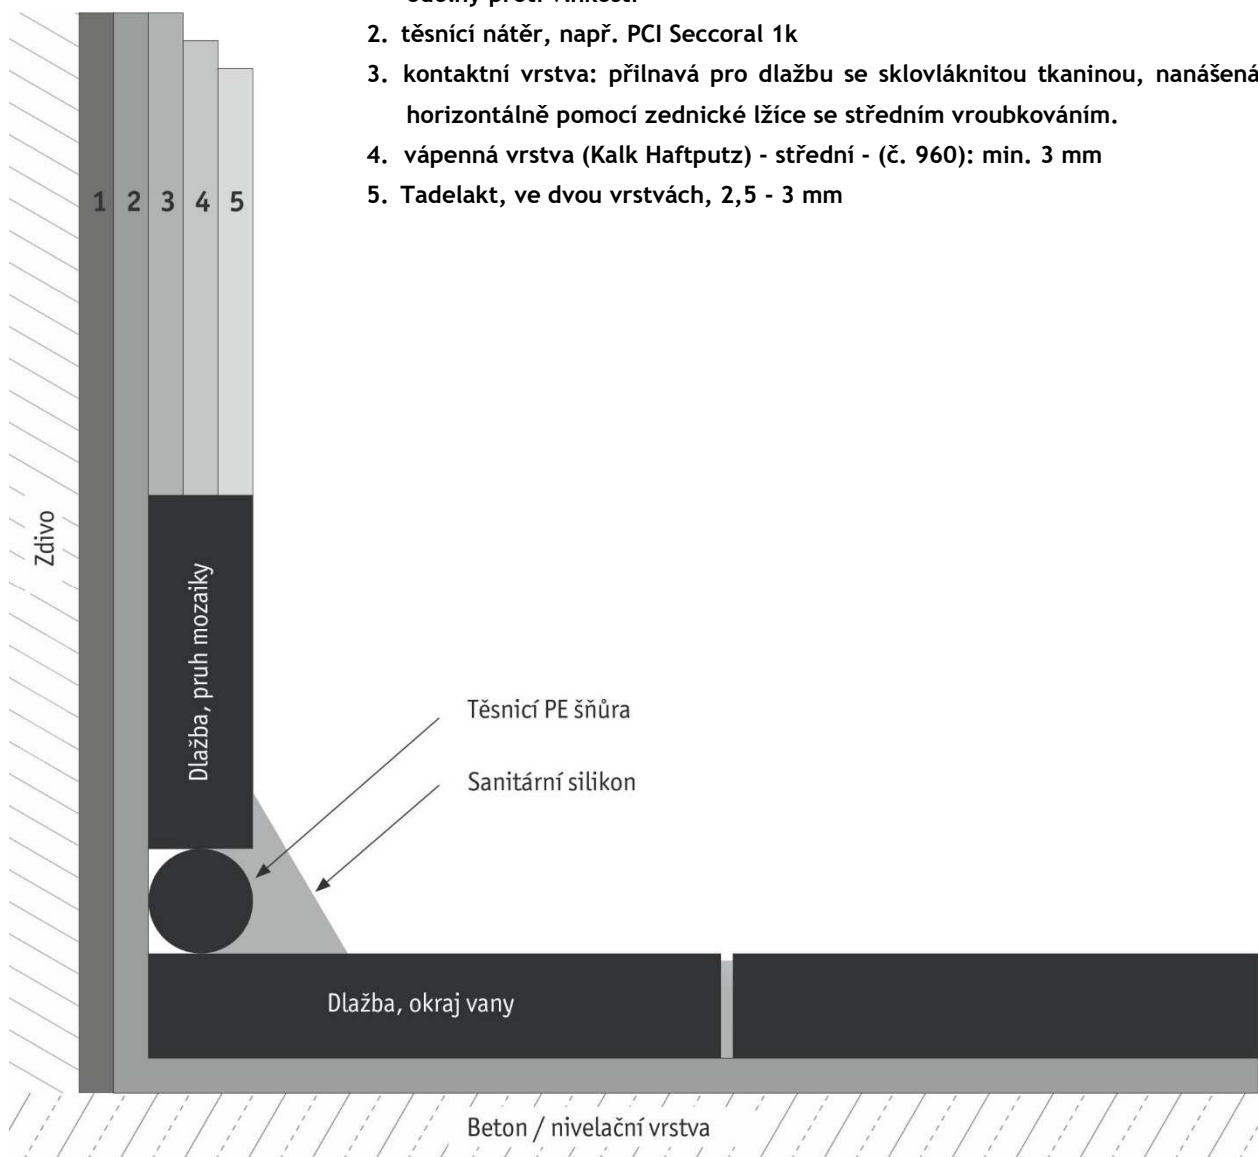 odolný proti vlhkosti
2. těsnící nátěr, např. PCI Seccoral 1k
3. kontaktní vrstva: přilnavá pro dlažbu se sklovláknitou tkaninou, nanášená
horizontálně pomocí zednické lžíce se středním vroubkováním.
4. vápenná vrstva (Kalk Haftputz) - střední - (č. 960): min. 3 mm
5. Tadelakt, ve dvou vrstvách, 2,5 - 3 mm
1 2 3 4 5
Zdivo
Dlažba, pruh mozaiky
Těsnicí PE šňůra
Sanitární silikon
Dlažba, okraj vany
Beton / nivelační vrstva